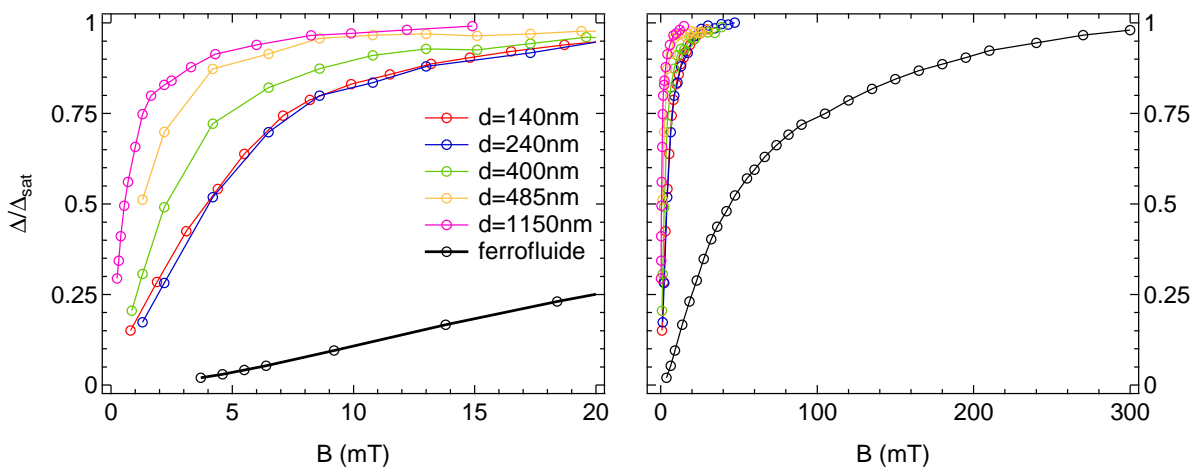 Δ/Δsat
1
0.75
0.5
0.25
0
0 5 10 15 20
B (mT)
d=140nm
d=240nm
d=400nm
d=485nm
d=1150nm
ferrofluide
1
0.75
0.5
0.25
0
0 100 200 300
B (mT)